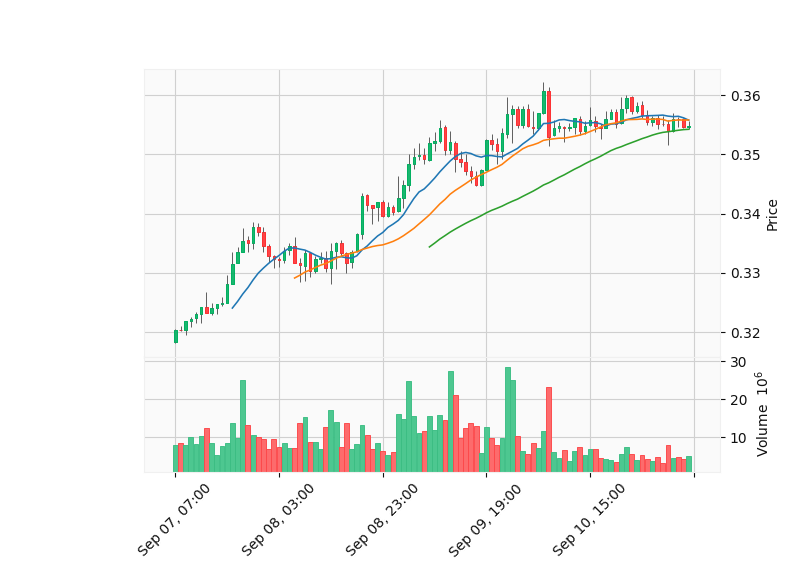 0.36
0.35
0.34
0.33
0.32
Price
30
20
10
Volume 10^6
Sep 07, 07:00
Sep 08, 03:00
Sep 08, 23:00
Sep 09, 19:00
Sep 10, 15:00